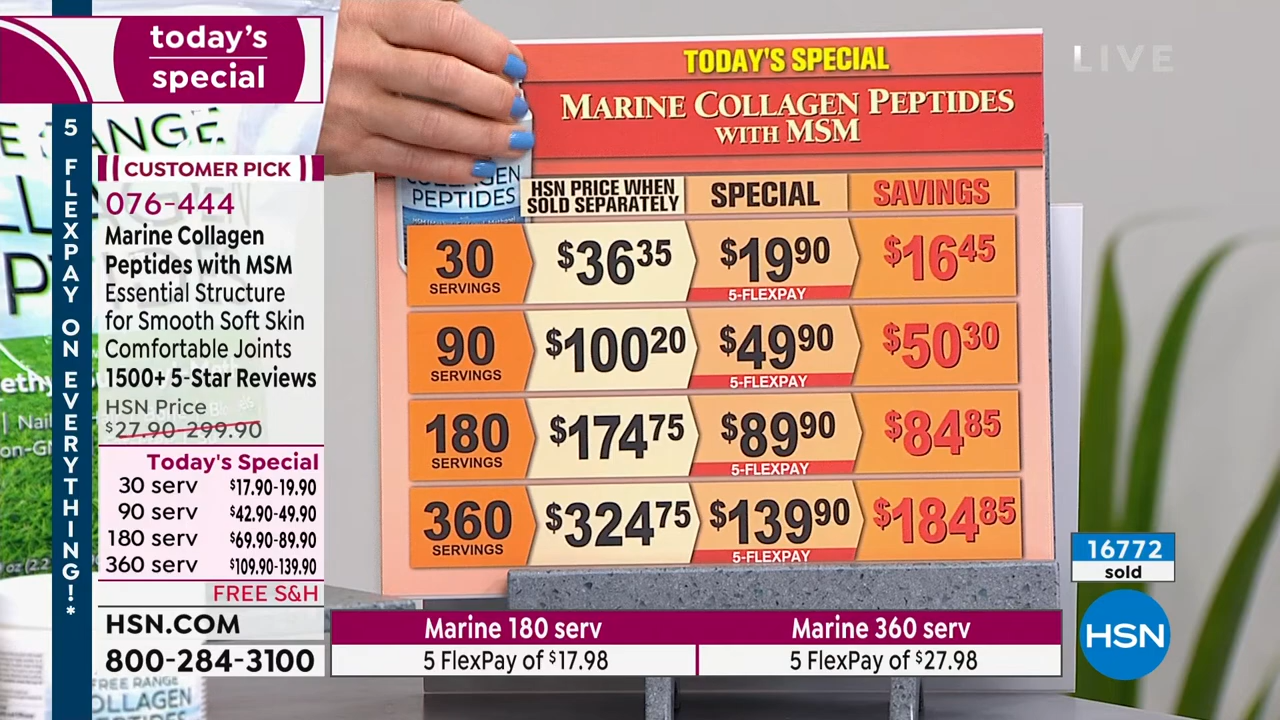 today's
special
5 FLEXPAY ON EVERYTHING!*
CUSTOMER PICK
076-444
Marine Collagen
Peptides with MSM
Essential Structure
for Smooth Soft Skin
Comfortable Joints
1500+ 5-Star Reviews
HSN Price
$27.90-299.90
Today's Special
30 serv $17.90-19.90
90 serv $42.90-49.90
180 serv $69.90-89.90
360 serv $109.90-139.90
FREE S&H
HSN.COM
800-284-3100
LIVE
TODAY'S SPECIAL
MARINE COLLAGEN PEPTIDES
WITH MSM
COLLAGEN
PEPTIDES
HSN PRICE WHEN
SOLD SEPARATELY
SPECIAL
SAVINGS
30
SERVINGS
$36.35
$19.90
5-FLEXPAY
$16.45
90
SERVINGS
$100.20
$49.90
5-FLEXPAY
$50.30
180
SERVINGS
$174.75
$89.90
5-FLEXPAY
$84.85
360
SERVINGS
$324.75
$139.90
5-FLEXPAY
$184.85
16772
sold
HSN
Marine 180 serv
5 FlexPay of $17.98
Marine 360 serv
5 FlexPay of $27.98
FREE RANGE
COLLAGEN
PEPTIDES